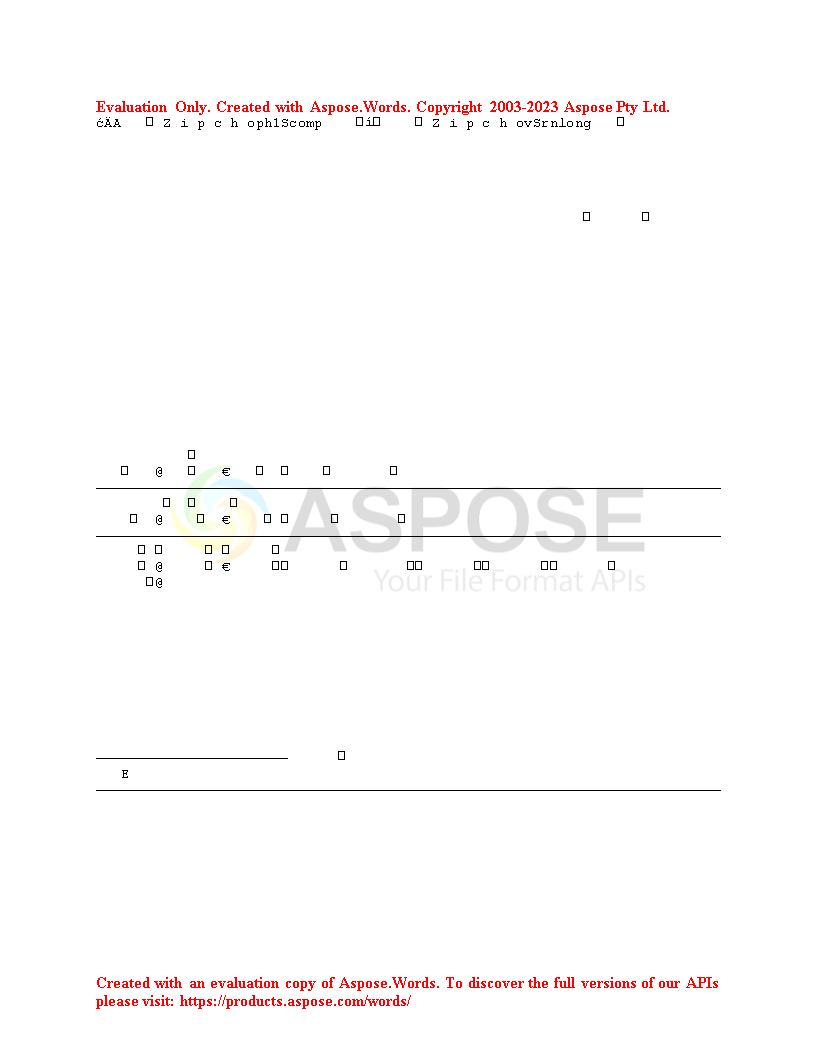 Evaluation Only. Created with Aspose.Words. Copyright 2003-2023 Aspose Pty Ltd.
ćÄA □ Z i p c h oph1Scomp □í□ □ Z i p c h ovSrnlong □
□ □
□
□ @ □ € □ □ □ □
□ □ □
□ @ □ € □ □ □ □
□ □ □ □ □
□ @ □ € □□ □ □□ □□ □□ □
□@
ASPOSE
Your File Format APIs
□
E
Created with an evaluation copy of Aspose.Words. To discover the full versions of our APIs
please visit: https://products.aspose.com/words/